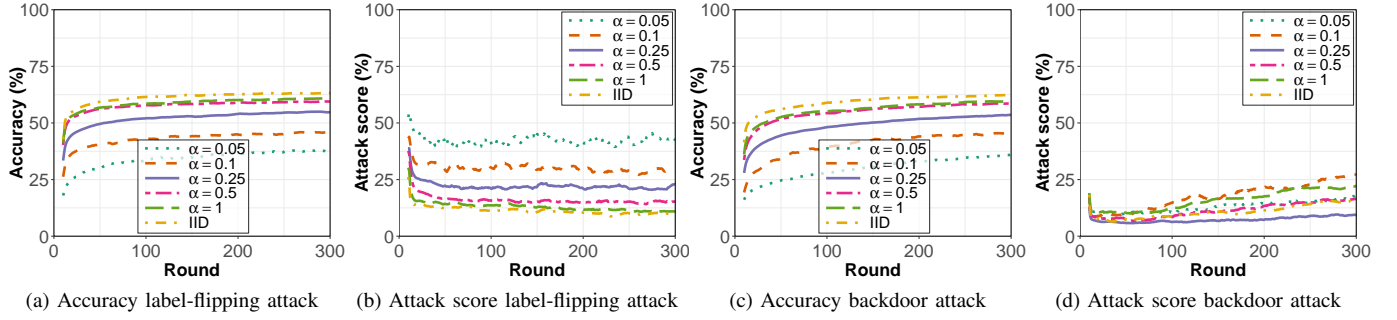 100
75
50
25
0
Accuracy (%)
α = 0.05
α = 0.1
α = 0.25
α = 0.5
α = 1
IID
0
100
200
300
Round
(a) Accuracy label-flipping attack
100
75
50
25
0
Attack score (%)
α = 0.05
α = 0.1
α = 0.25
α = 0.5
α = 1
IID
0
100
200
300
Round
(b) Attack score label-flipping attack
100
75
50
25
0
Accuracy (%)
α = 0.05
α = 0.1
α = 0.25
α = 0.5
α = 1
IID
0
100
200
300
Round
(c) Accuracy backdoor attack
100
75
50
25
0
Attack score (%)
α = 0.05
α = 0.1
α = 0.25
α = 0.5
α = 1
IID
0
100
200
300
Round
(d) Attack score backdoor attack